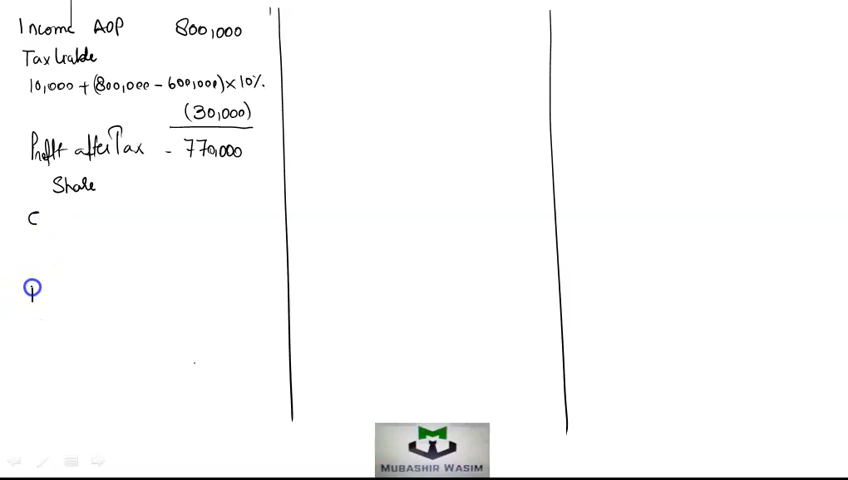 Income AOP 800,000
Tax liable
10,000 + (800,000 - 600,000) × 10%.
(30,000)
Profit after Tax - 770,000
Share
C
MUBASHIR WASIM